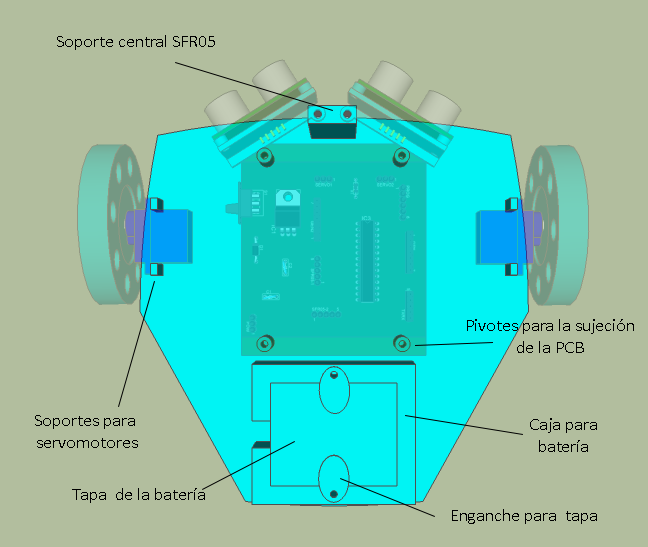 Soporte central SFR05
Pivotes para la sujeción
de la PCB
Soportes para
servomotores
Caja para
batería
Tapa de la batería
Enganche para tapa